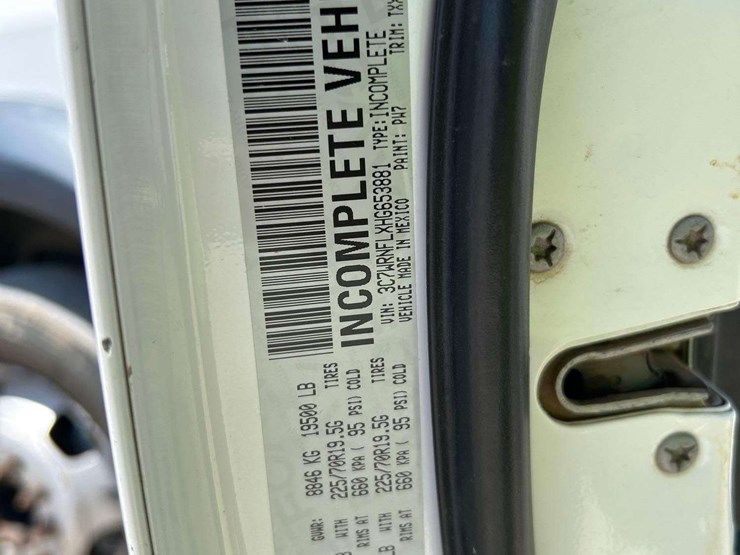 GVWR: 8846 KG 19500 LB
WITH 225/70R19.5G TIRES
RIMS AT 660 KPA ( 95 PSI) COLD
WITH 225/70R19.5G TIRES
RIMS AT 660 KPA ( 95 PSI) COLD
INCOMPLETE VEH
VIN: 3C7WRNFLXHG653881 TYPE:INCOMPLETE
VEHICLE MADE IN MEXICO PAINT: PW7 TRIM: TX